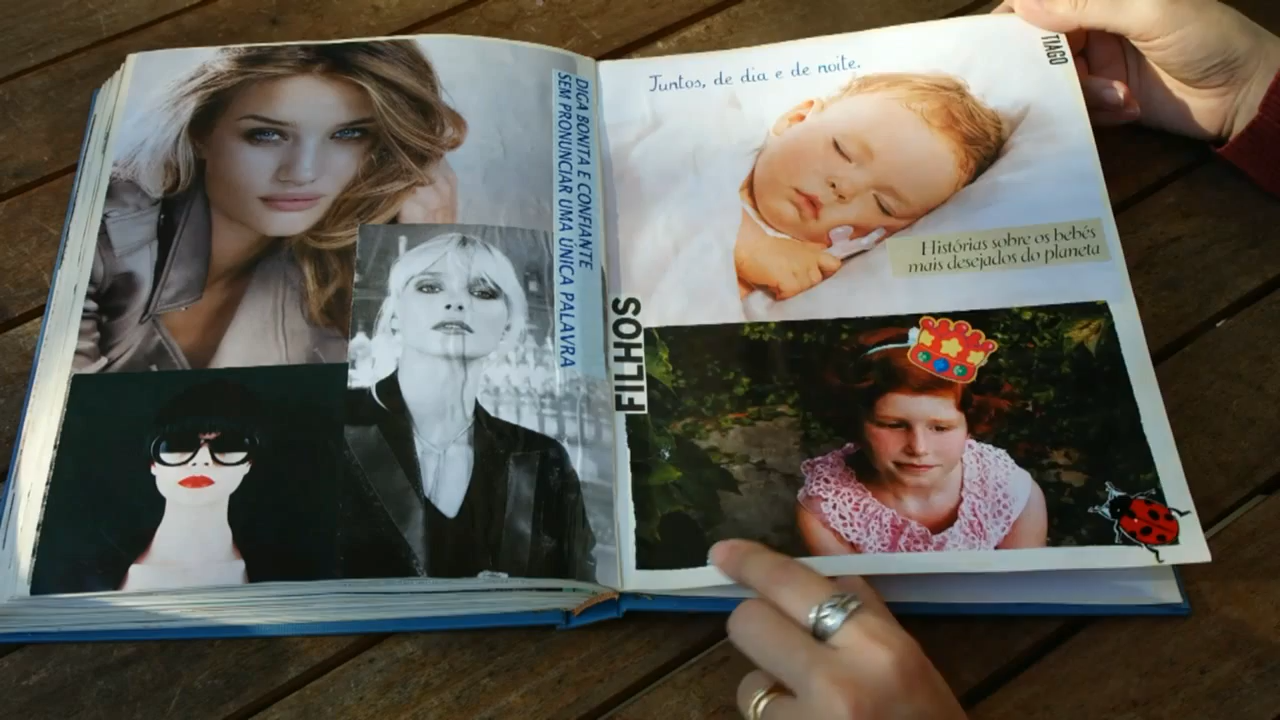 DIGA BONITA E CONFIANTE
SEM PRONUNCIAR UMA ÚNICA PALAVRA
Juntos, de dia e de noite.
TIAGO
Histórias sobre os bebés
mais desejados do planeta
FILHOS